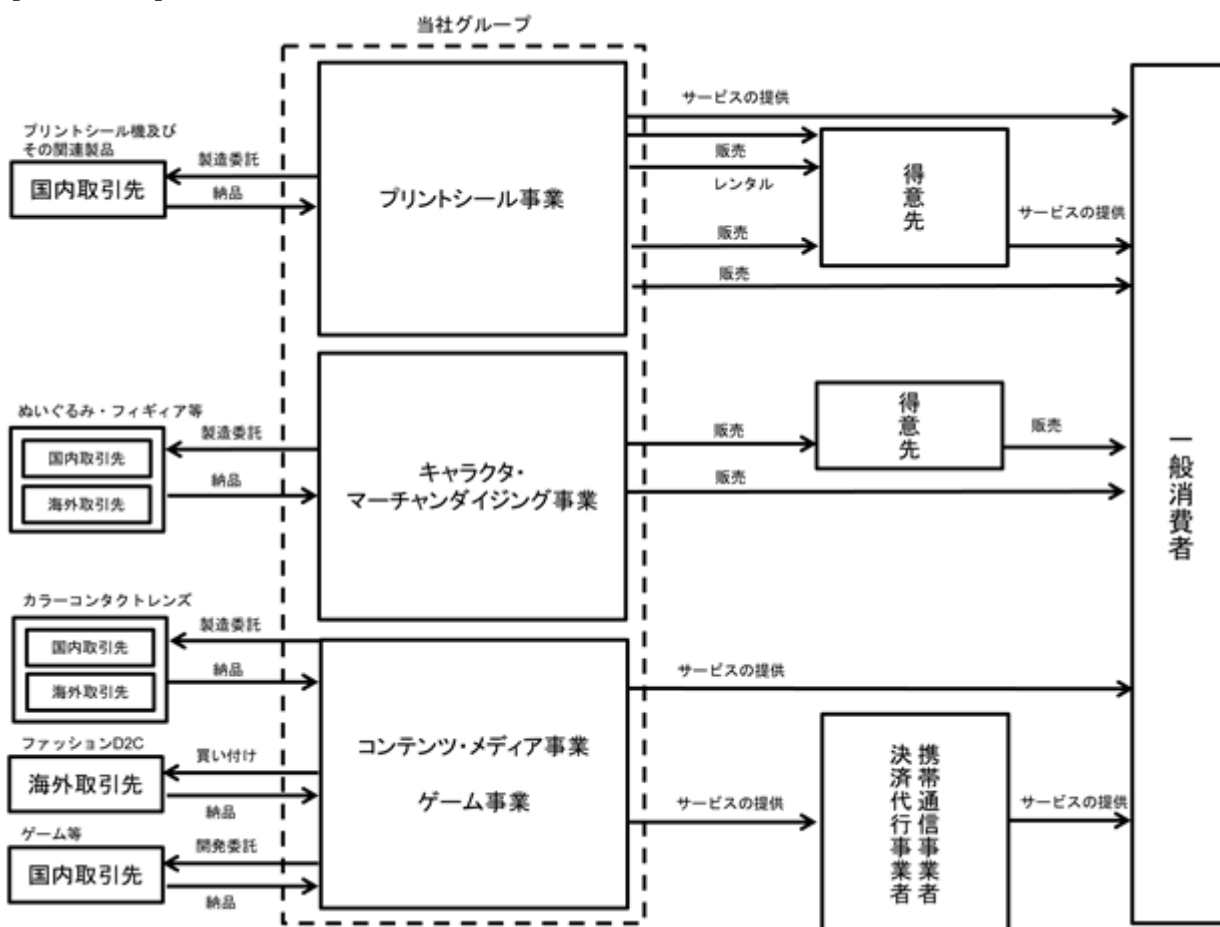 当社グループ
プリントシール機及び
その関連製品
国内取引先
製造委託
納品
プリントシール事業
サービスの提供
販売
レンタル
販売
販売
得意先
サービスの提供
ぬいぐるみ・フィギィア等
国内取引先
海外取引先
製造委託
納品
キャラクタ・
マーチャンダイジング事業
販売
販売
得意先
販売
一般消費者
カラーコンタクトレンズ
国内取引先
海外取引先
製造委託
納品
ファッションD2C
海外取引先
買い付け
納品
ゲーム等
国内取引先
開発委託
納品
コンテンツ・メディア事業
ゲーム事業
サービスの提供
サービスの提供
携帯通信事業者
決済代行事業者
サービスの提供